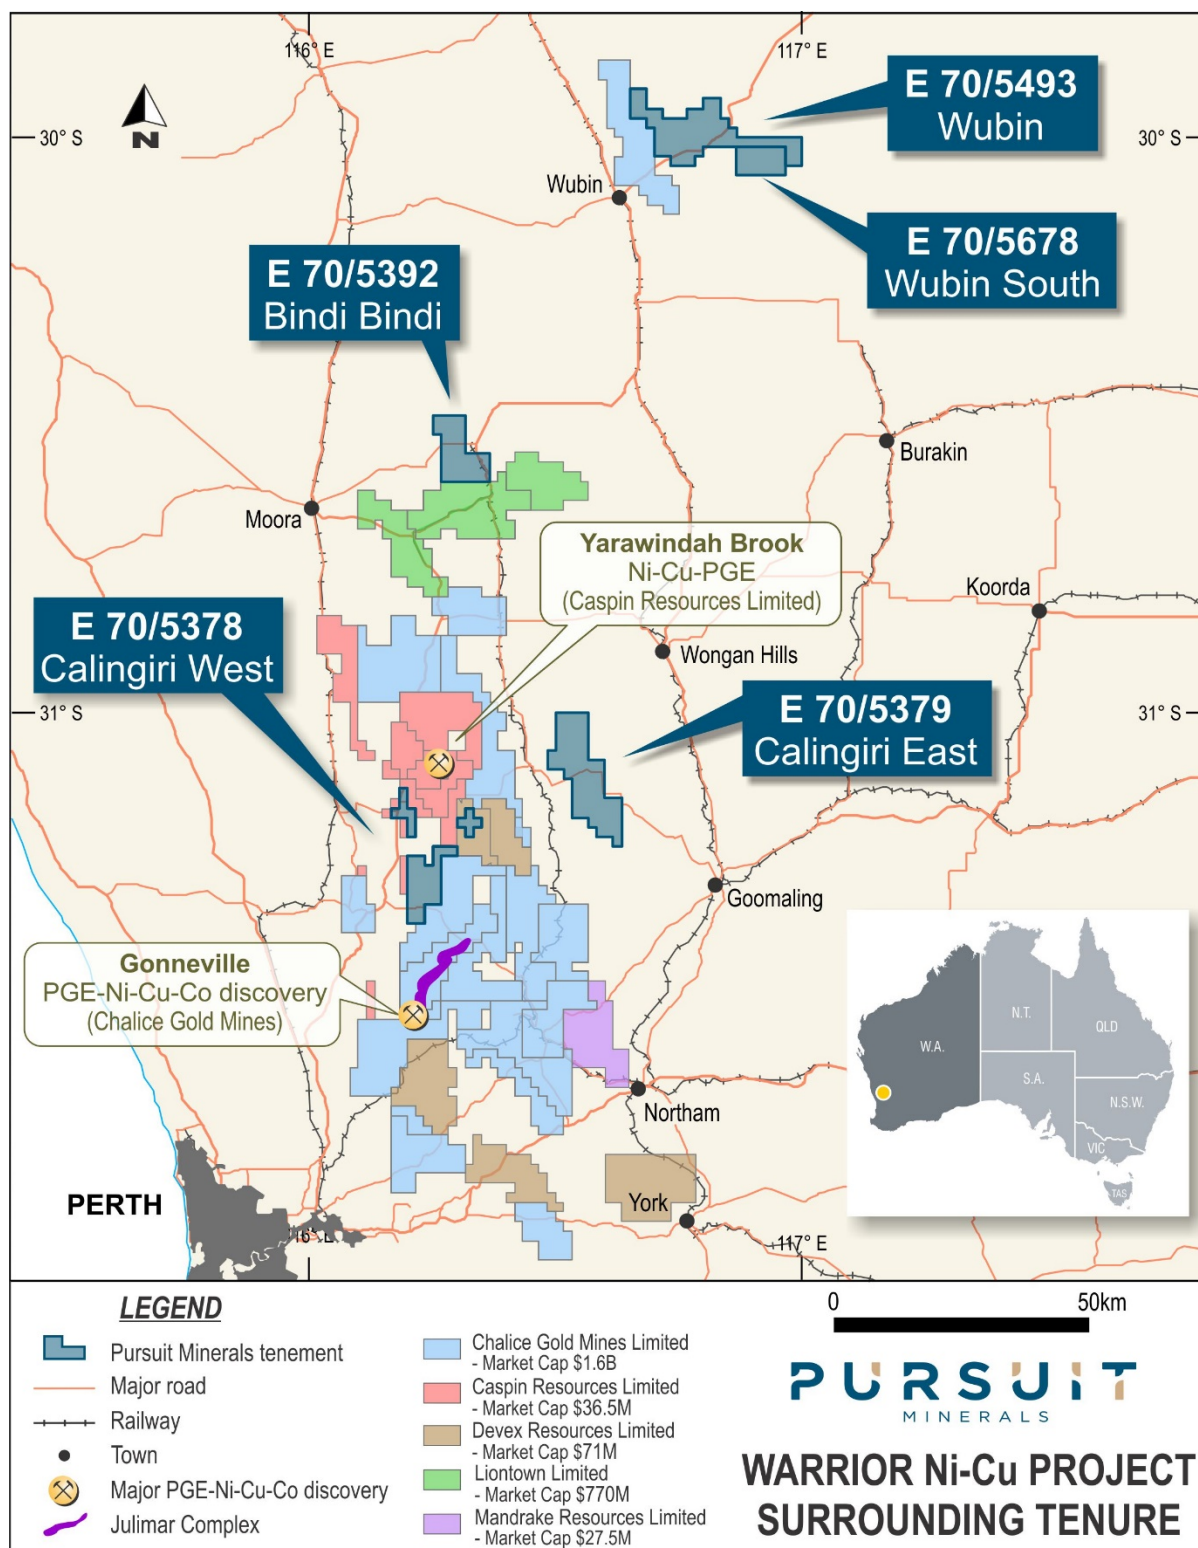 116° E
117° E
E 70/5493
Wubin
30° S
30° S
N
Wubin
E 70/5678
Wubin South
E 70/5392
Bindi Bindi
Burakin
Moora
Yarawindah Brook
Ni-Cu-PGE
(Caspin Resources Limited)
Koorda
E 70/5378
Calingiri West
Wongan Hills
31° S
31° S
E 70/5379
Calingiri East
Goomaling
Gonneville
PGE-Ni-Cu-Co discovery
(Chalice Gold Mines)
N.T.
QLD
W.A.
S.A.
N.S.W.
VIC
TAS
Northam
PERTH
York
117° E
LEGEND
Pursuit Minerals tenement
Major road
Railway
Town
Major PGE-Ni-Cu-Co discovery
Julimar Complex
Chalice Gold Mines Limited
- Market Cap $1.6B
Caspin Resources Limited
- Market Cap $36.5M
Devex Resources Limited
- Market Cap $71M
Liontown Limited
- Market Cap $770M
Mandrake Resources Limited
- Market Cap $27.5M
0 50km
PURSUIT
MINERALS
WARRIOR Ni-Cu PROJECT
SURROUNDING TENURE